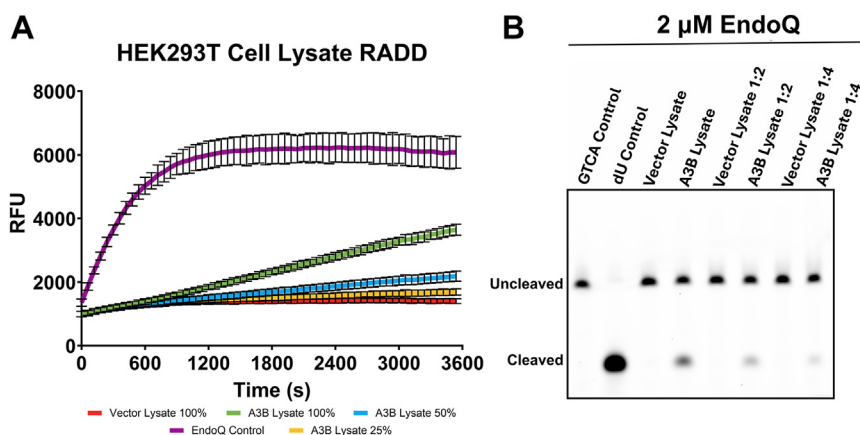 A
HEK293T Cell Lysate RADD
8000
6000
4000
2000
0
RFU
0 600 1200 1800 2400 3000 3600
Time (s)
Vector Lysate 100% A3B Lysate 100% A3B Lysate 50%
EndoQ Control A3B Lysate 25%
B
2 μM EndoQ
GTCA Control
dU Control
Vector Lysate
A3B Lysate
Vector Lysate 1:2
A3B Lysate 1:2
Vector Lysate 1:4
A3B Lysate 1:4
Uncleaved
Cleaved